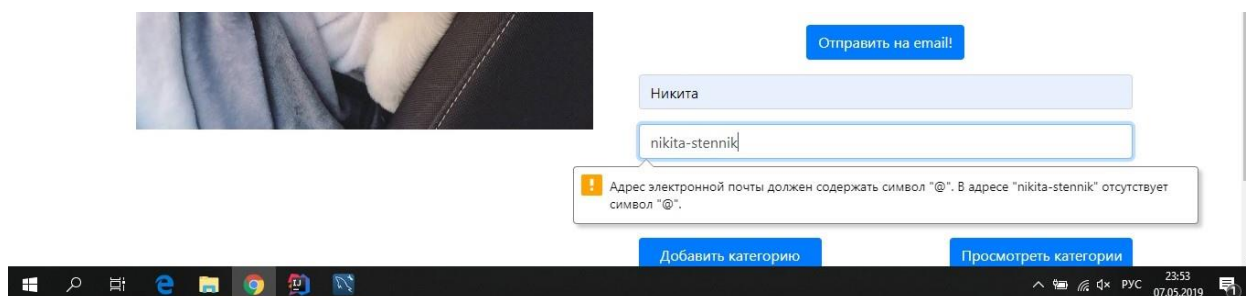 Отправить на email!
Никита
nikita-stennik
Адрес электронной почты должен содержать символ "@". В адресе "nikita-stennik" отсутствует
символ "@".
Добавить категорию
Просмотреть категории
РУС
23:53
07.05.2019